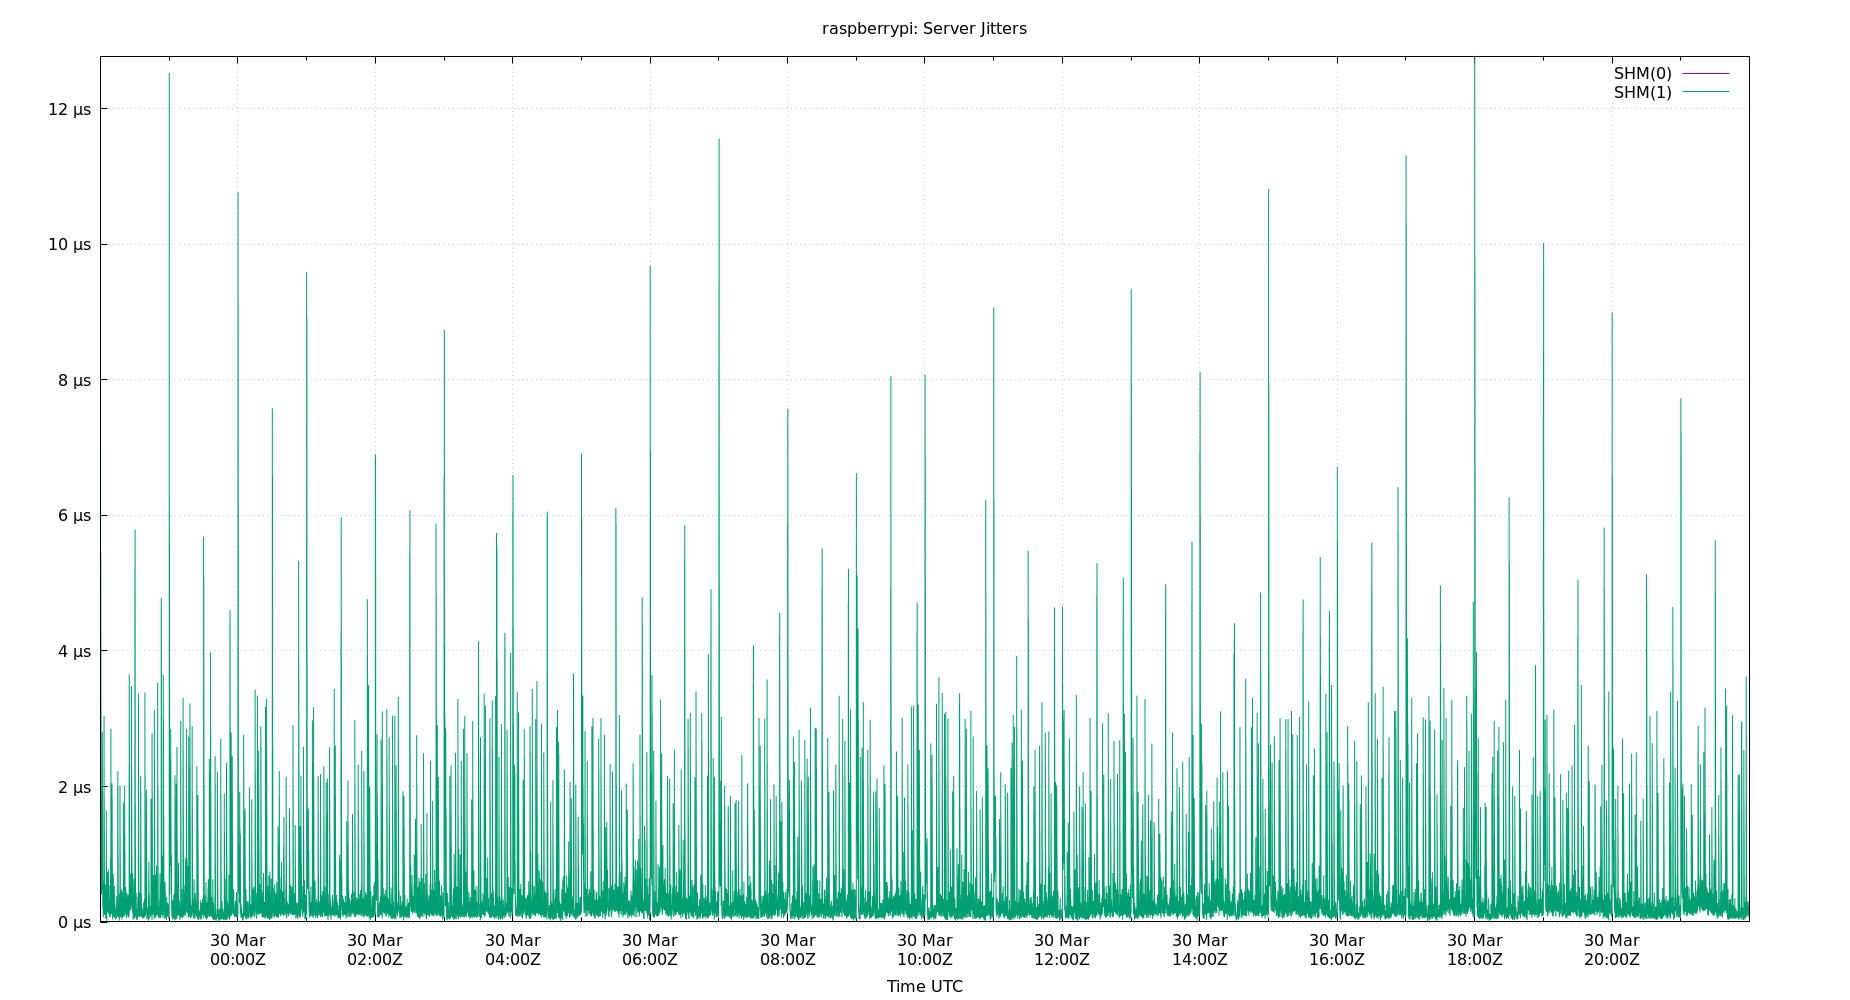 raspberrypi: Server Jitters
SHM(0)
SHM(1)
12 µs
10 µs
8 µs
6 µs
4 µs
2 µs
0 µs
30 Mar 30 Mar 30 Mar 30 Mar 30 Mar 30 Mar 30 Mar 30 Mar 30 Mar 30 Mar 30 Mar
00:00Z 02:00Z 04:00Z 06:00Z 08:00Z 10:00Z 12:00Z 14:00Z 16:00Z 18:00Z 20:00Z
Time UTC